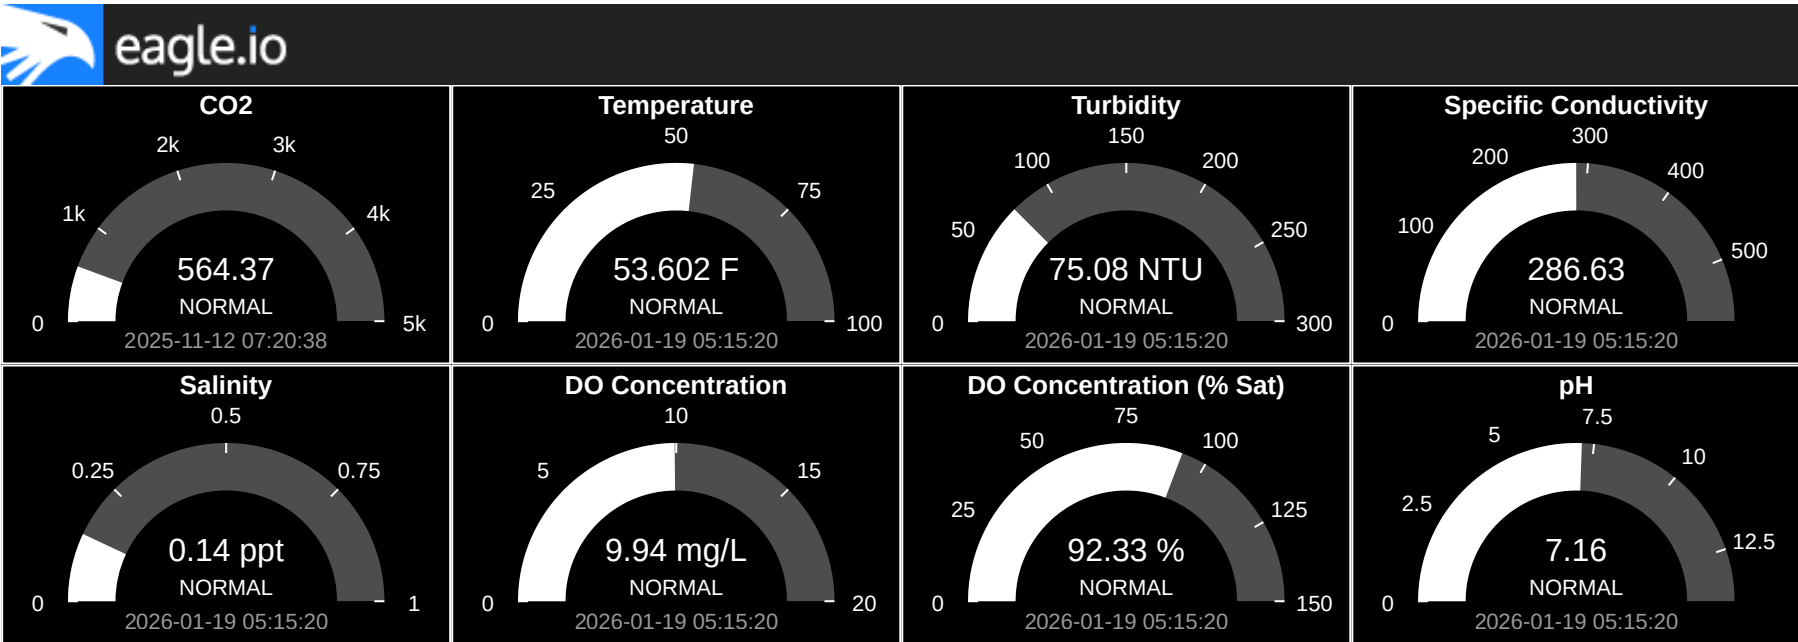 eagle.io
CO2
2k 3k
1k 4k
564.37
NORMAL
0 5k
2025-11-12 07:20:38
Temperature
50
25 75
53.602 F
NORMAL
0 100
2026-01-19 05:15:20
Turbidity
150
100 200
50 250
75.08 NTU
NORMAL
0 300
2026-01-19 05:15:20
Specific Conductivity
300
200 400
100 500
286.63
NORMAL
0
2026-01-19 05:15:20
Salinity
0.5
0.25 0.75
0.14 ppt
NORMAL
0 1
2026-01-19 05:15:20
DO Concentration
10
5 15
9.94 mg/L
NORMAL
0 20
2026-01-19 05:15:20
DO Concentration (% Sat)
75
50 100
25 125
92.33 %
NORMAL
0 150
2026-01-19 05:15:20
pH
7.5
5 10
2.5 12.5
7.16
NORMAL
0
2026-01-19 05:15:20